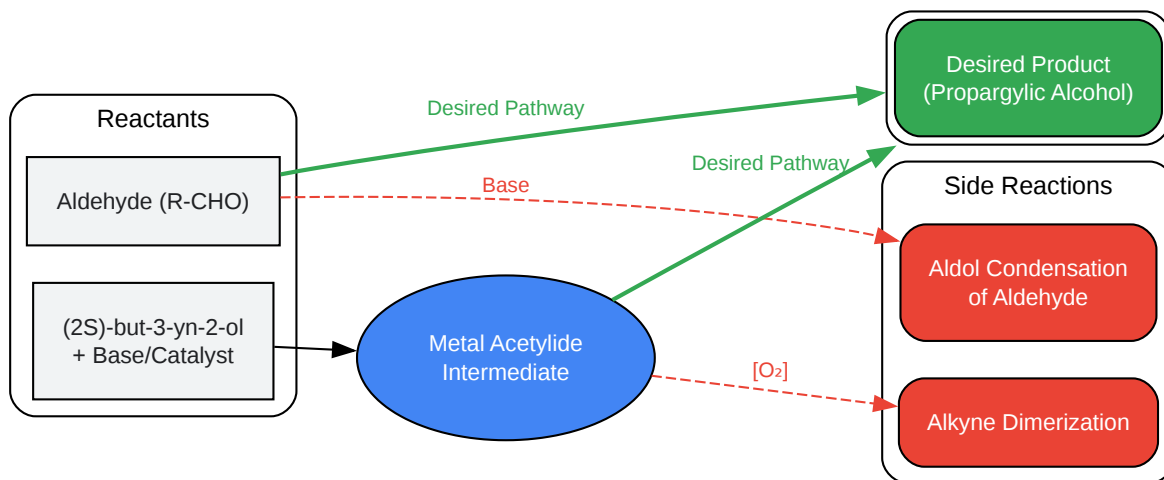 Reactants
Aldehyde (R-CHO)
(2S)-but-3-yn-2-ol
+ Base/Catalyst
Metal Acetylide
Intermediate
Desired Pathway
Desired Pathway
Base
[O₂]
Desired Product
(Propargylic Alcohol)
Side Reactions
Aldol Condensation
of Aldehyde
Alkyne Dimerization